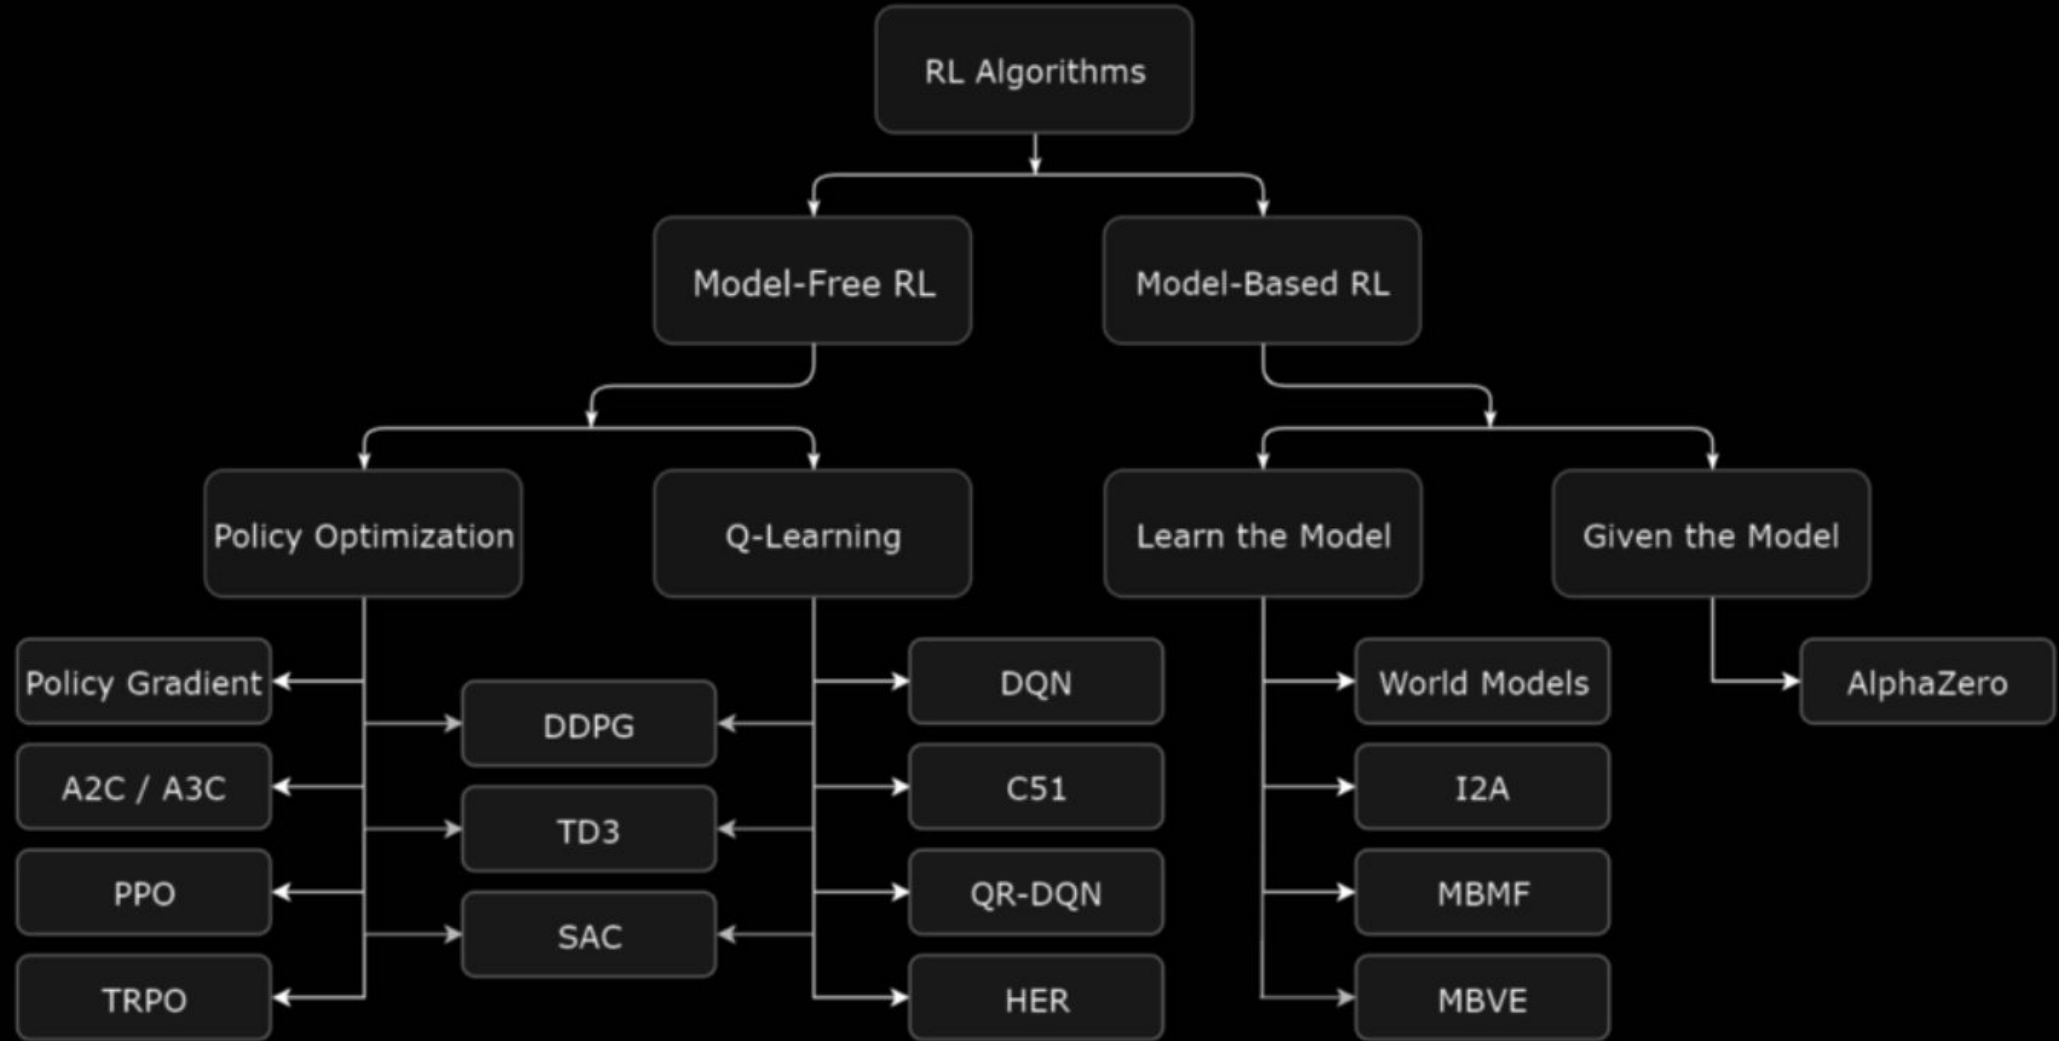 RL Algorithms
Model-Free RL
Model-Based RL
Policy Optimization
Q-Learning
Learn the Model
Given the Model
Policy Gradient
DDPG
DQN
World Models
AlphaZero
A2C / A3C
TD3
C51
I2A
PPO
SAC
QR-DQN
MBMF
TRPO
HER
MBVE